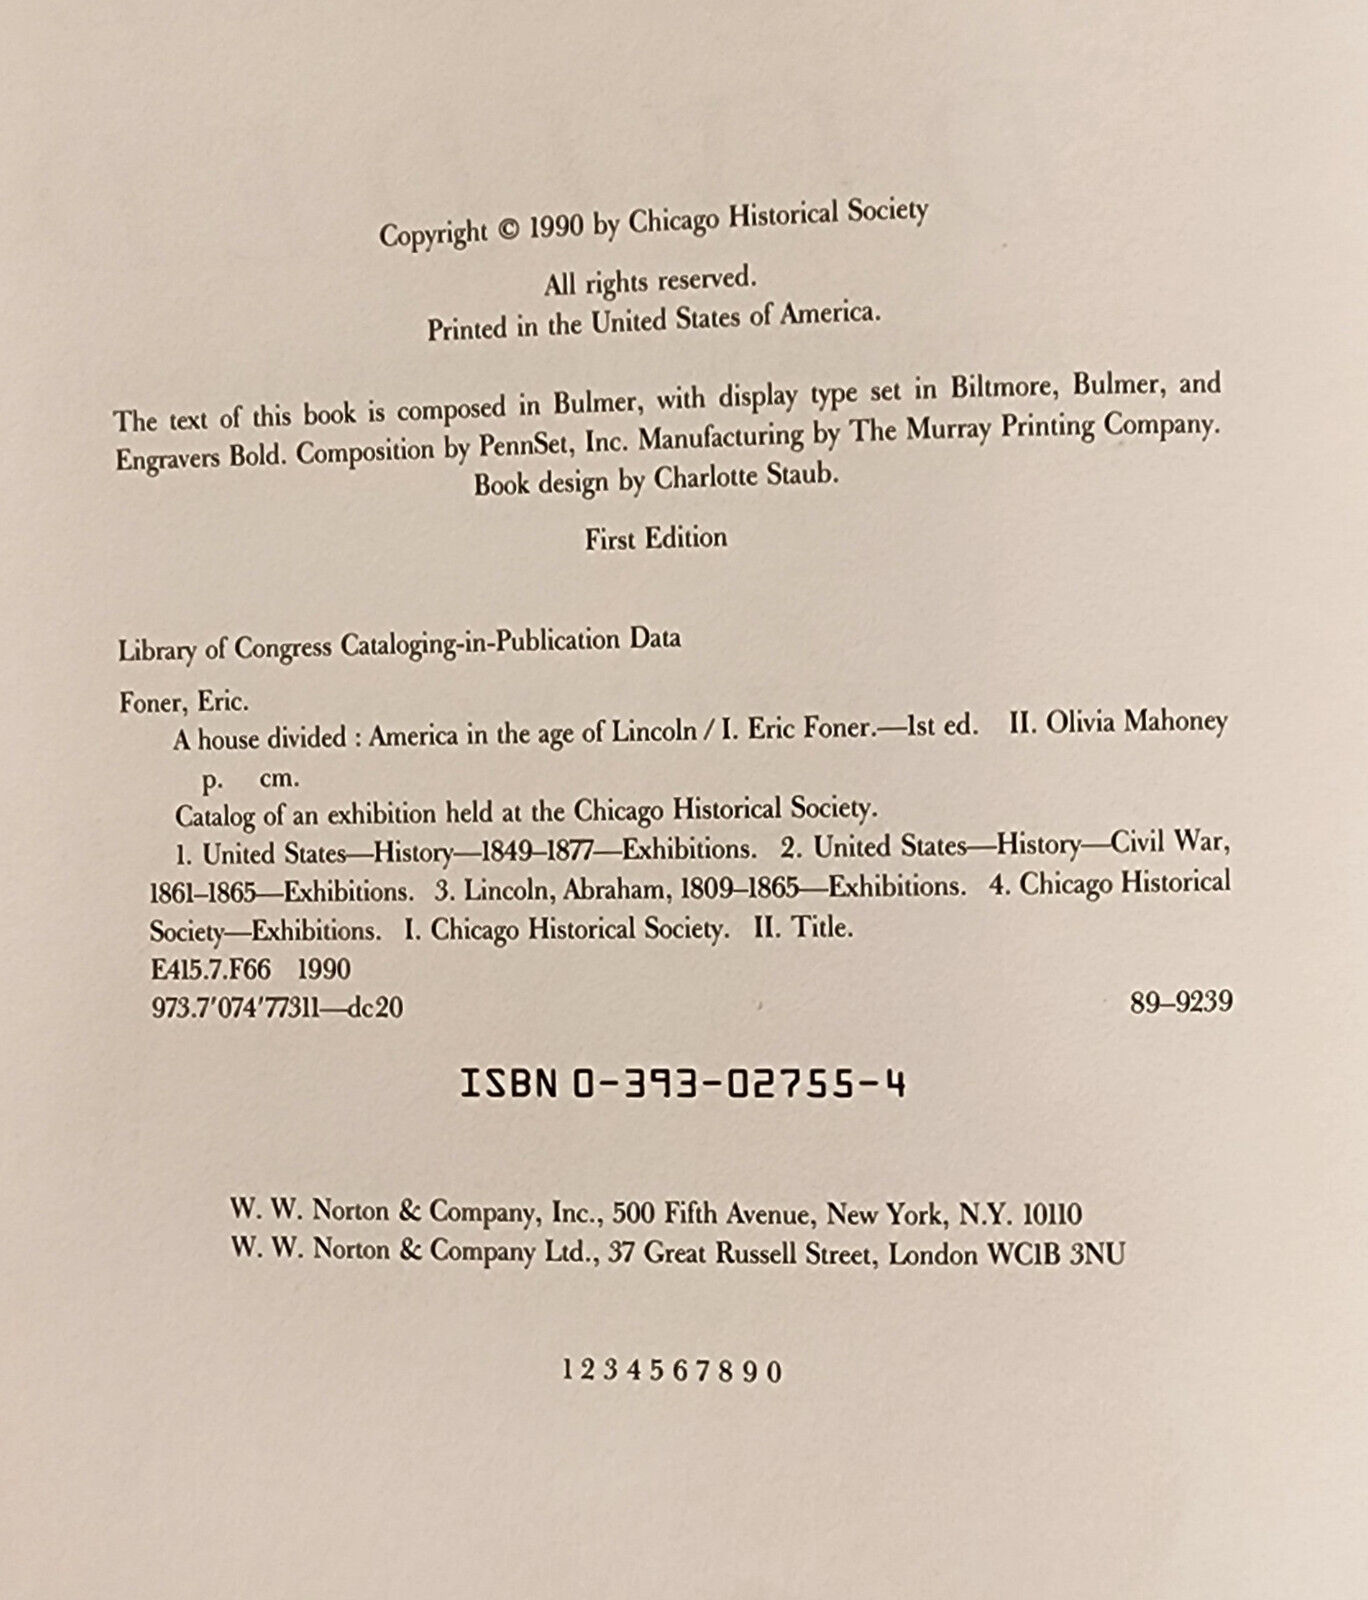 Copyright © 1990 by Chicago Historical Society
All rights reserved.
Printed in the United States of America.
The text of this book is composed in Bulmer, with display type set in Biltmore, Bulmer, and
Engravers Bold. Composition by PennSet, Inc. Manufacturing by The Murray Printing Company.
Book design by Charlotte Staub.
First Edition
Library of Congress Cataloging-in-Publication Data
Foner, Eric.
A house divided : America in the age of Lincoln / I. Eric Foner.—1st ed. II. Olivia Mahoney
p. cm.
Catalog of an exhibition held at the Chicago Historical Society.
1. United States—History—1849–1877—Exhibitions. 2. United States—History—Civil War,
1861–1865—Exhibitions. 3. Lincoln, Abraham, 1809–1865—Exhibitions. 4. Chicago Historical
Society—Exhibitions. I. Chicago Historical Society. II. Title.
E415.7.F66 1990
973.7'074'77311—dc20 89–9239
ISBN 0-393-02755-4
W. W. Norton & Company, Inc., 500 Fifth Avenue, New York, N.Y. 10110
W. W. Norton & Company Ltd., 37 Great Russell Street, London WC1B 3NU
1 2 3 4 5 6 7 8 9 0